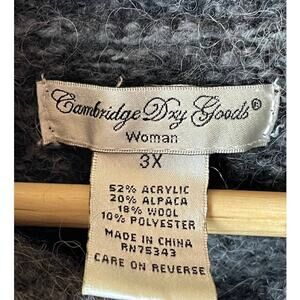 Cambridge Dry Goods®
Woman
3X
52% ACRYLIC
20% ALPACA
18% WOOL
10% POLYESTER
MADE IN CHINA
RN75343
CARE ON REVERSE